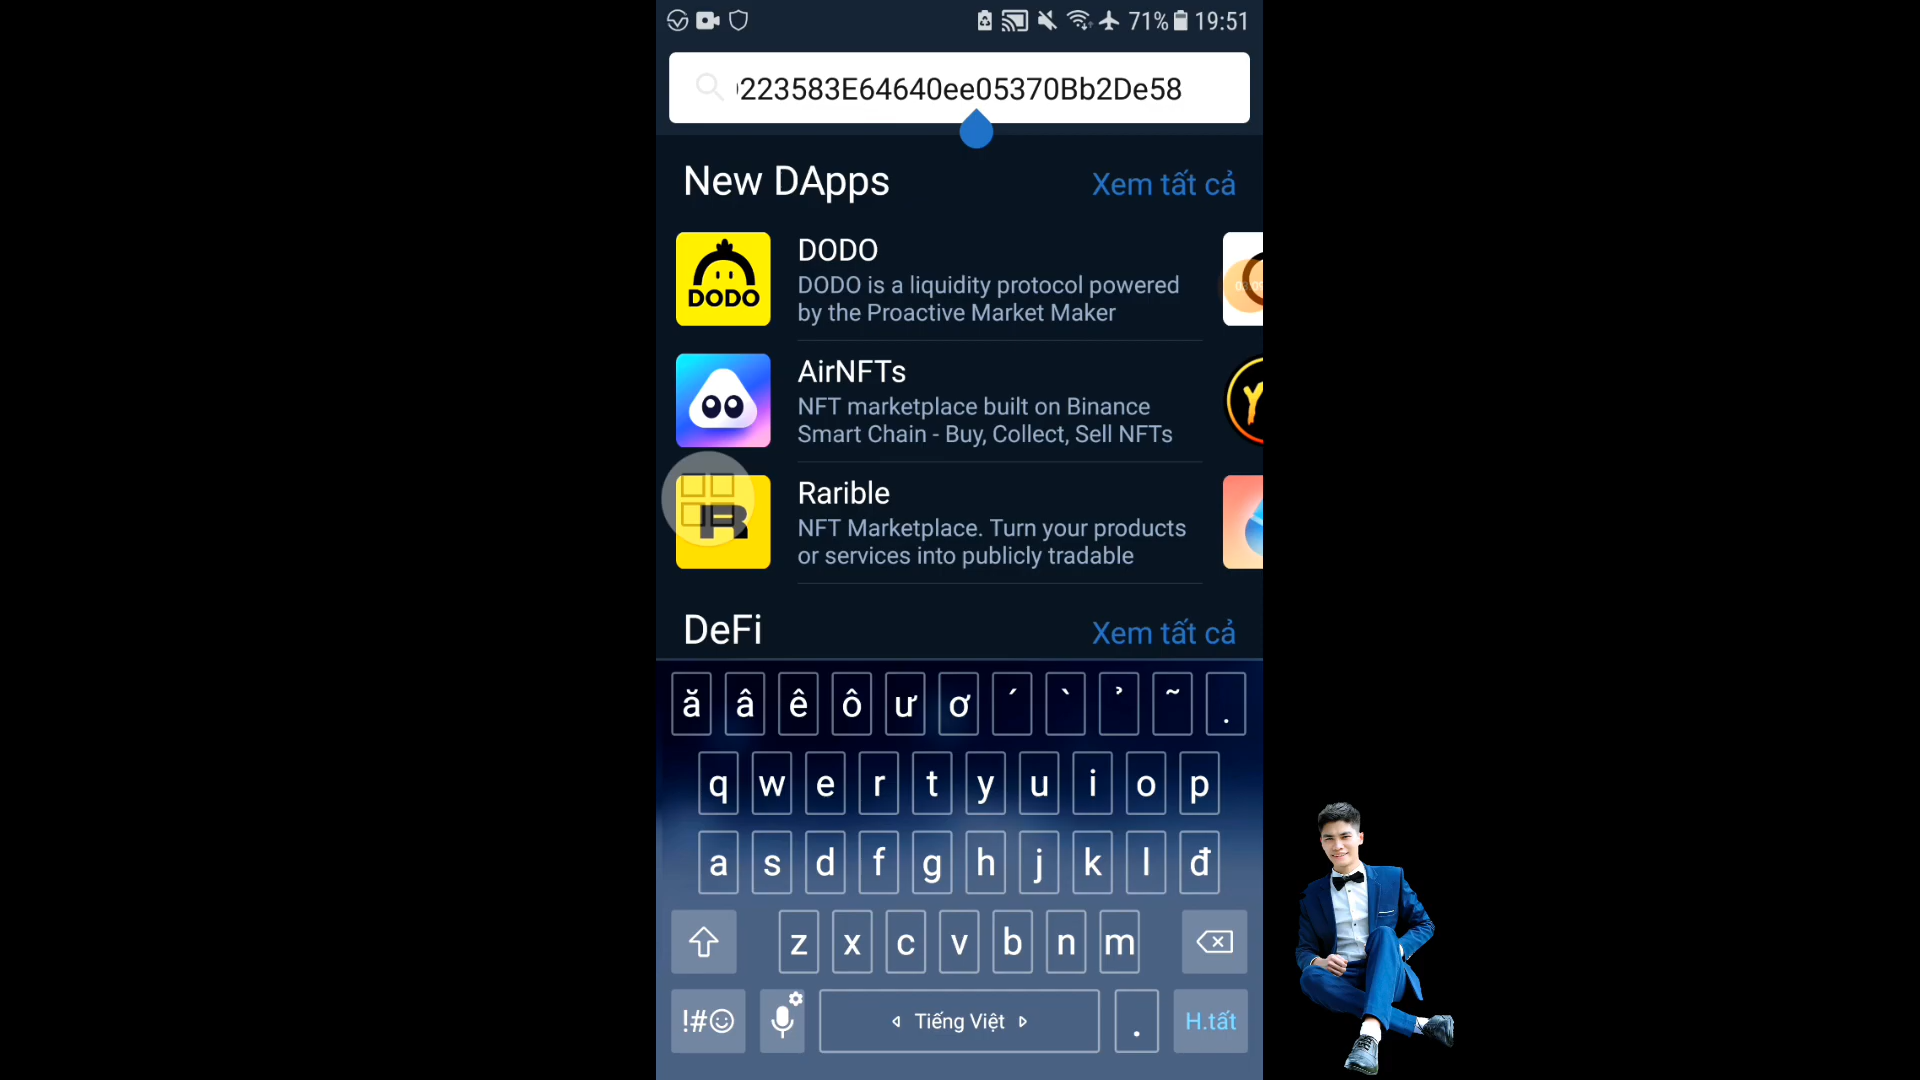 71% 19:51
223583E64640ee05370Bb2De58
New DApps
Xem tất cả
DODO
DODO is a liquidity protocol powered
by the Proactive Market Maker
DODO
AirNFTs
NFT marketplace built on Binance
Smart Chain - Buy, Collect, Sell NFTs
Rarible
NFT Marketplace. Turn your products
or services into publicly tradable
R
DeFi
Xem tất cả
ă â ê ô ư ơ ́ ̀ ̉ ̃ .
q w e r t y u i o p
a s d f g h j k l đ
z x c v b n m
!#☺ Tiếng Việt . H.tất